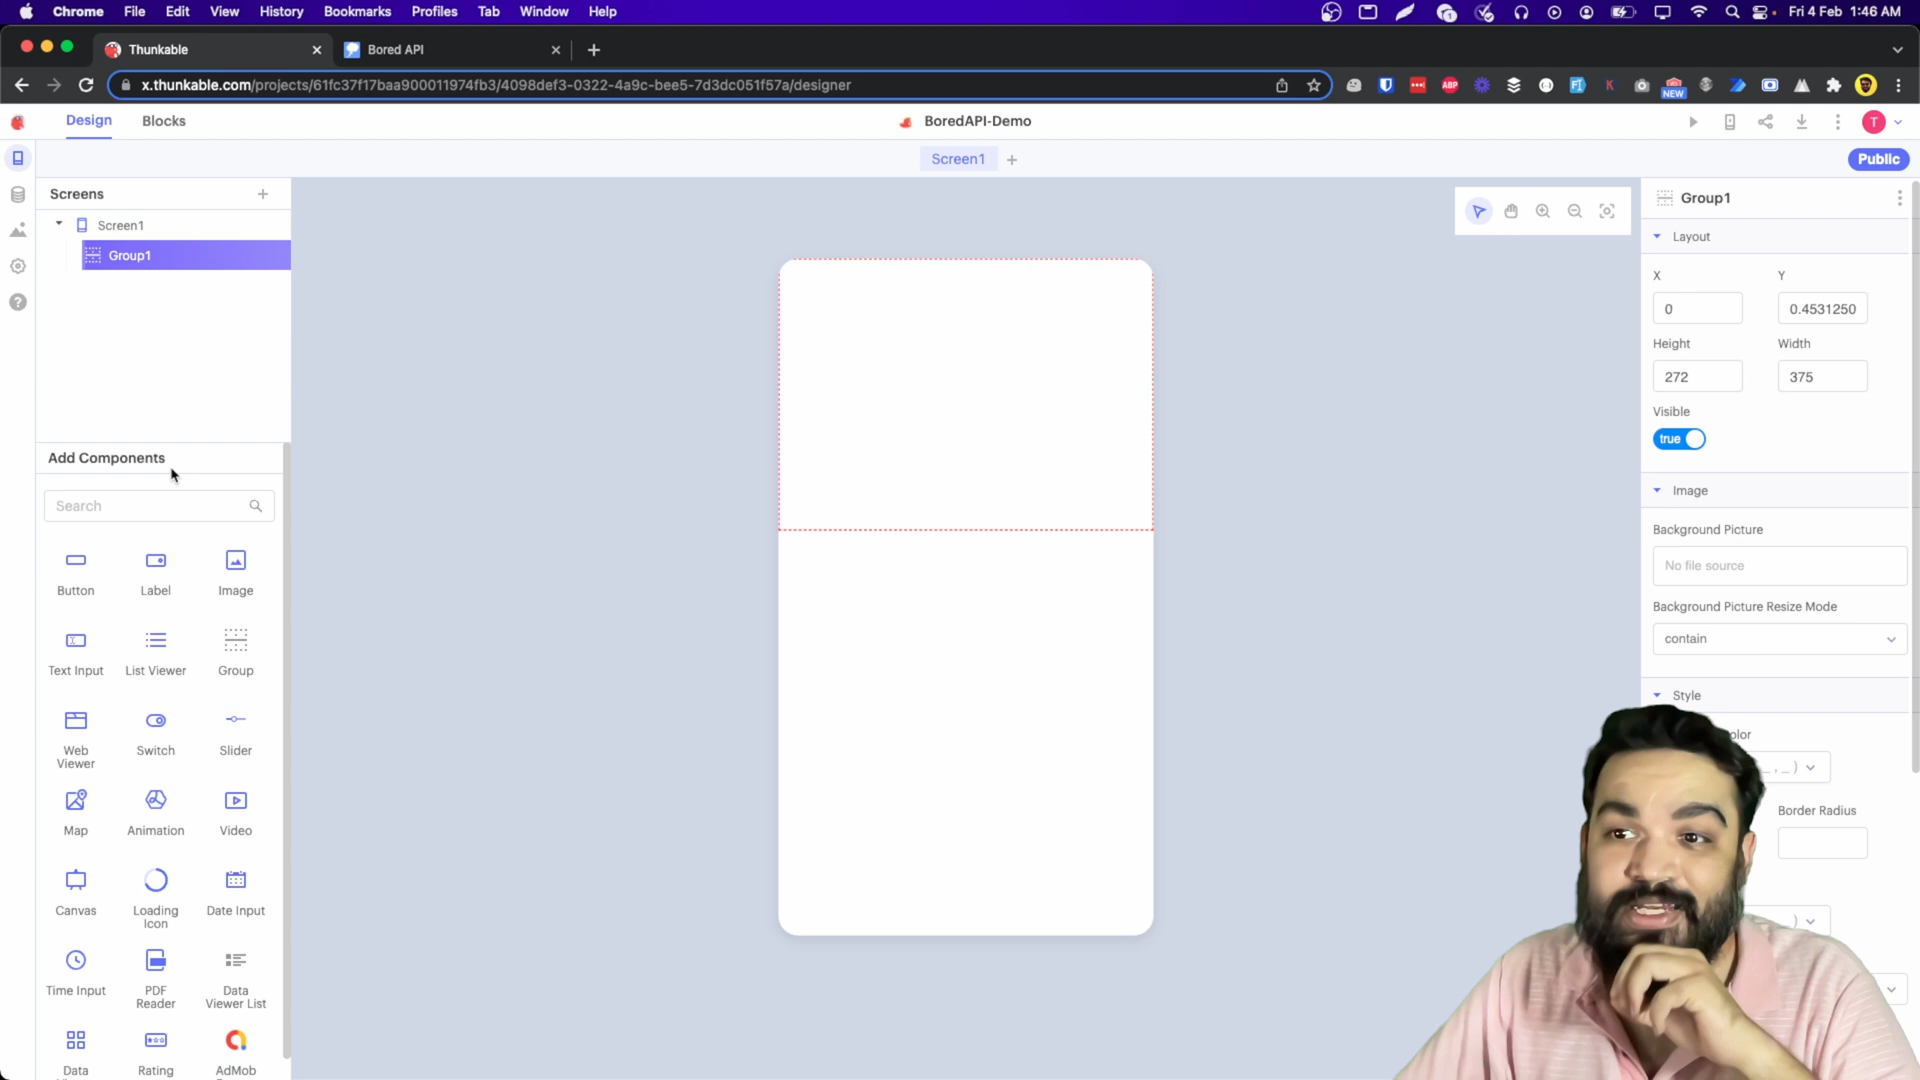 Chrome File Edit View History Bookmarks Profiles Tab Window Help
Fri 4 Feb 1:46 AM
Thunkable
Bored API
x.thunkable.com/projects/61fc37f17baa900011974fb3/4098def3-0322-4a9c-bee5-7d3dc051f57a/designer
ABP
NEW
Design Blocks
BoredAPI-Demo
T
Screen1
Public
Screens
Screen1
Group1
Add Components
Search
Button Label Image
Text Input List Viewer Group
Web Viewer Switch Slider
Map Animation Video
Canvas Loading Icon Date Input
Time Input PDF Reader Data Viewer List
Data Rating AdMob
Group1
Layout
X Y
0 0.4531250
Height Width
272 375
Visible
true
Image
Background Picture
No file source
Background Picture Resize Mode
contain
Style
olor
Border Radius